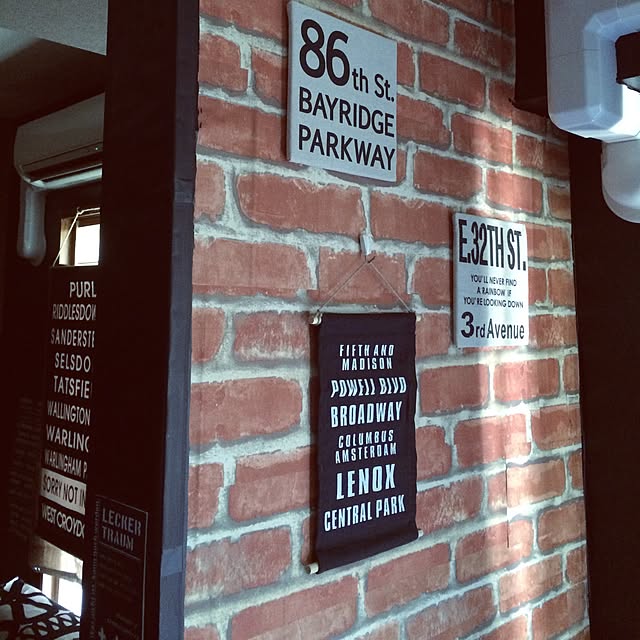 86th St.
BAYRIDGE
PARKWAY
E.32TH ST.
YOU'LL NEVER FIND
A RAINBOW IF
YOU'RE LOOKING DOWN
3rd Avenue
FIFTH AND
MADISON
POWELL BLVD
BROADWAY
COLUMBUS
AMSTERDAM
LENOX
CENTRAL PARK
PURL
RIDDLESDOW
SANDERSTE
SELSDO
TATSFIE
WALLINGTON
WARLING
WARLINGHAM P
SORRY NOT IN
WEST CROYDO
LECKER
TRAUM